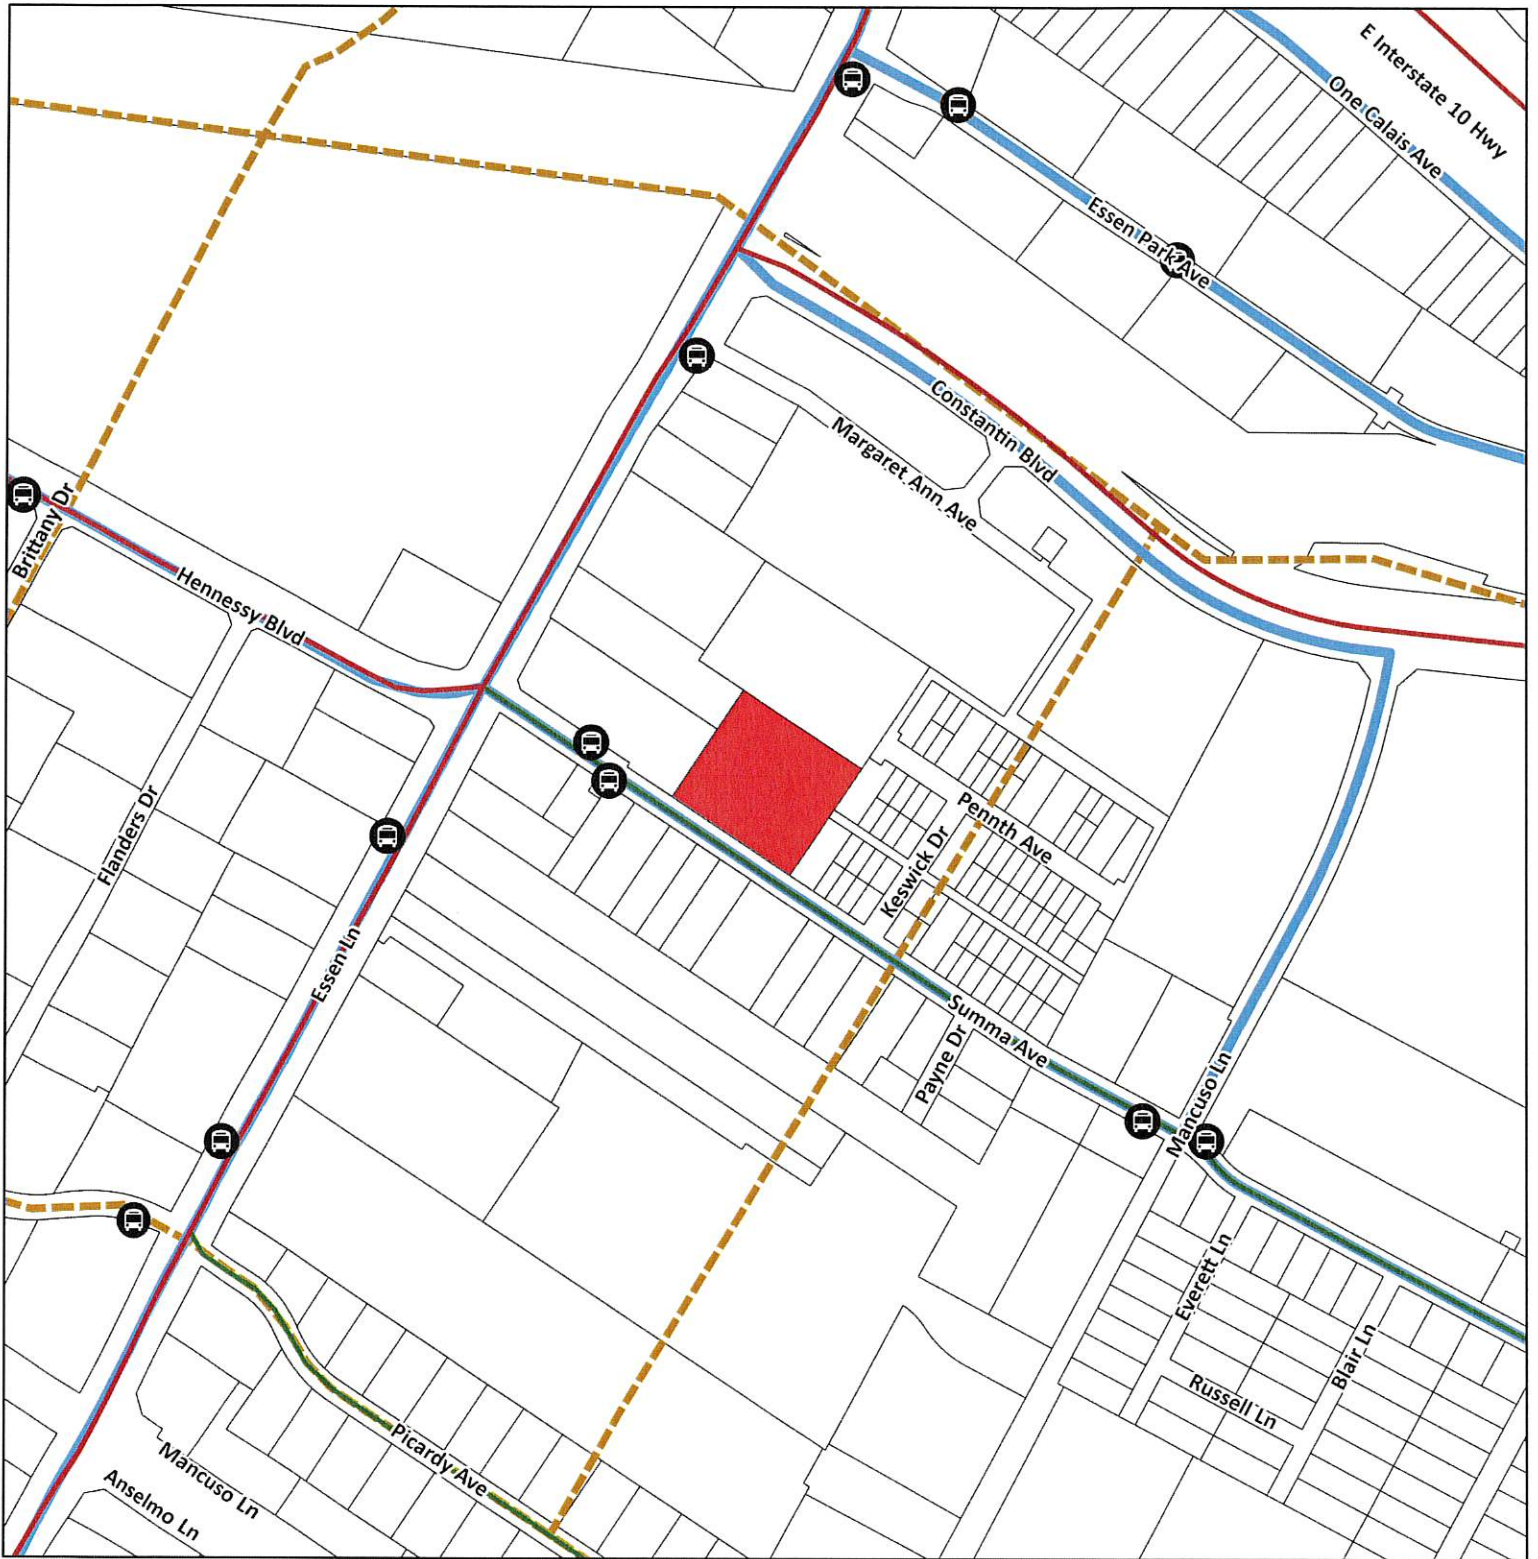 E Interstate 10 Hwy
One Calais Ave
Essen Park Ave
Constantin Blvd
Margaret Ann Ave
Brittany Dr
Hennessy Blvd
Flanders Dr
Pennth Ave
Keswick Dr
Essen Ln
Summa Ave
Payne Dr
Mancuso Ln
Everett Ln
Blair Ln
Russell Ln
Picardy Ave
Mancuso Ln
Anselmo Ln